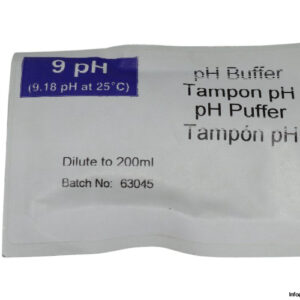 9 pH
(9.18 pH at 25°C)
pH Buffer
Tampon pH
pH Puffer
Tampón pH
Dilute to 200ml
Batch No: 63045